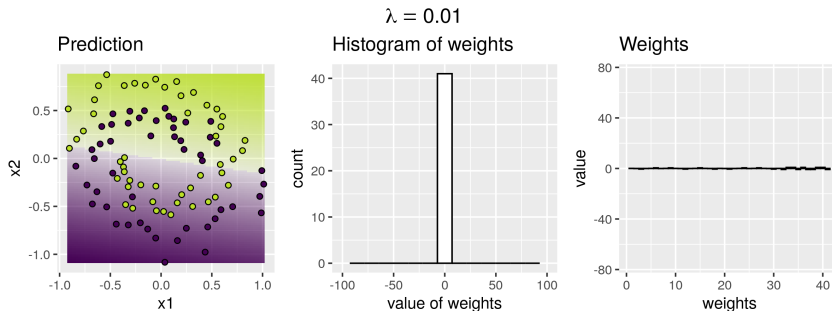 λ = 0.01
Prediction
Histogram of weights
Weights
x2
0.5
0.0
-0.5
-1.0
-1.0
-0.5
0.0
0.5
1.0
x1
count
40
30
20
10
0
-100
-50
0
50
100
value of weights
value
80
40
0
-40
-80
0
10
20
30
40
weights